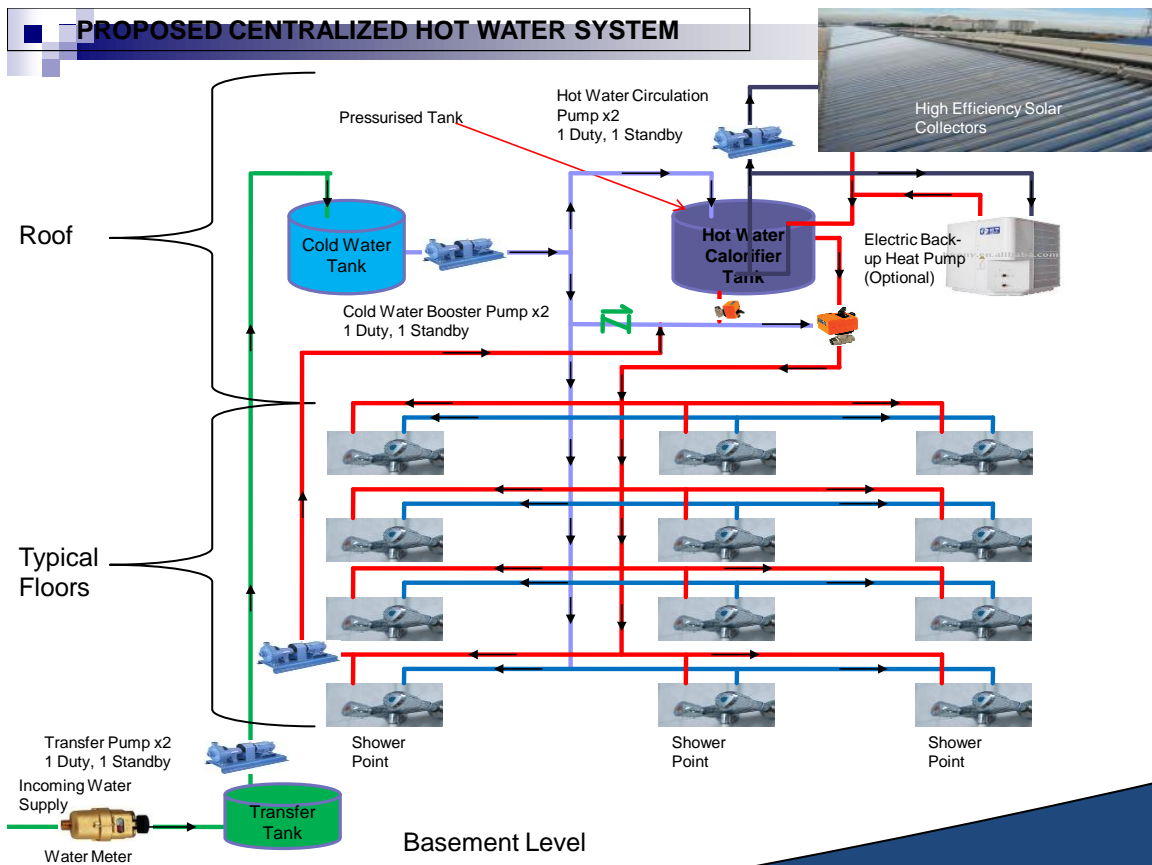 PROPOSED CENTRALIZED HOT WATER SYSTEM
High Efficiency Solar
Collectors
Hot Water Circulation
Pump x2
1 Duty, 1 Standby
Pressurised Tank
Roof
Cold Water
Tank
Hot Water
Calorifier
Tank
Electric Back-
up Heat Pump
(Optional)
Cold Water Booster Pump x2
1 Duty, 1 Standby
Typical
Floors
Shower
Point
Shower
Point
Shower
Point
Transfer Pump x2
1 Duty, 1 Standby
Incoming Water
Supply
Transfer
Tank
Water Meter
Basement Level